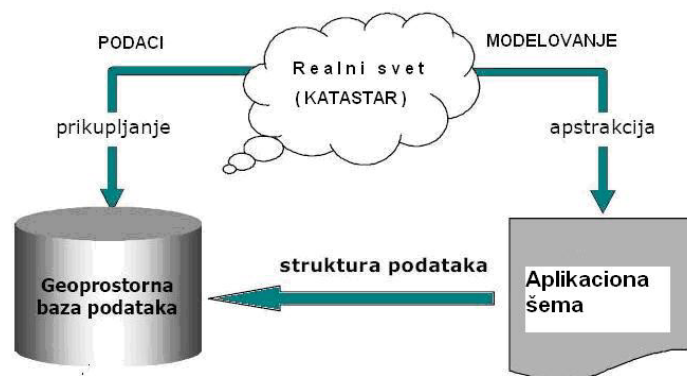 PODACI
MODELOVANJE
Realni svet
(KATASTAR)
prikupljanje
apstrakcija
struktura podataka
Geoprostorna
baza podataka
Aplikaciona
šema